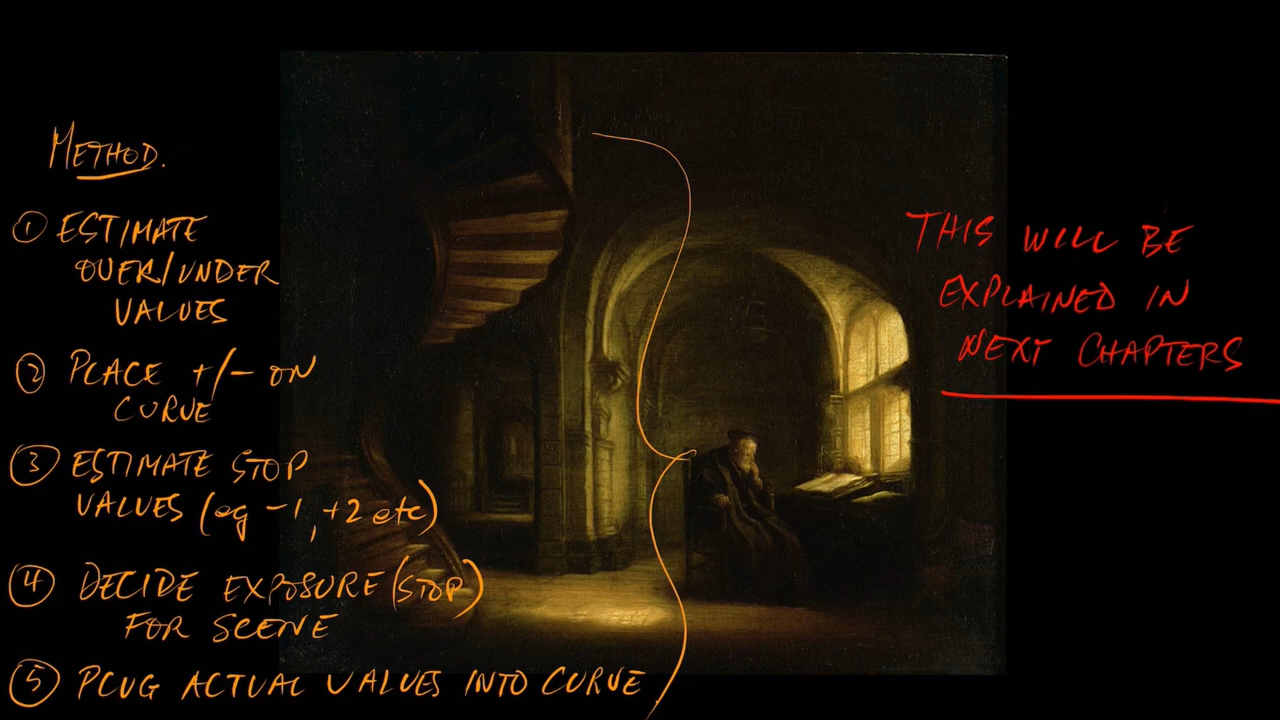 METHOD.
① ESTIMATE
OVER/UNDER
VALUES
② PLACE +/- ON
CURVE
③ ESTIMATE STOP
VALUES (eg -1, +2 etc)
④ DECIDE EXPOSURE (STOP)
FOR SCENE
⑤ PLUG ACTUAL VALUES INTO CURVE
THIS WILL BE
EXPLAINED IN
NEXT CHAPTERS